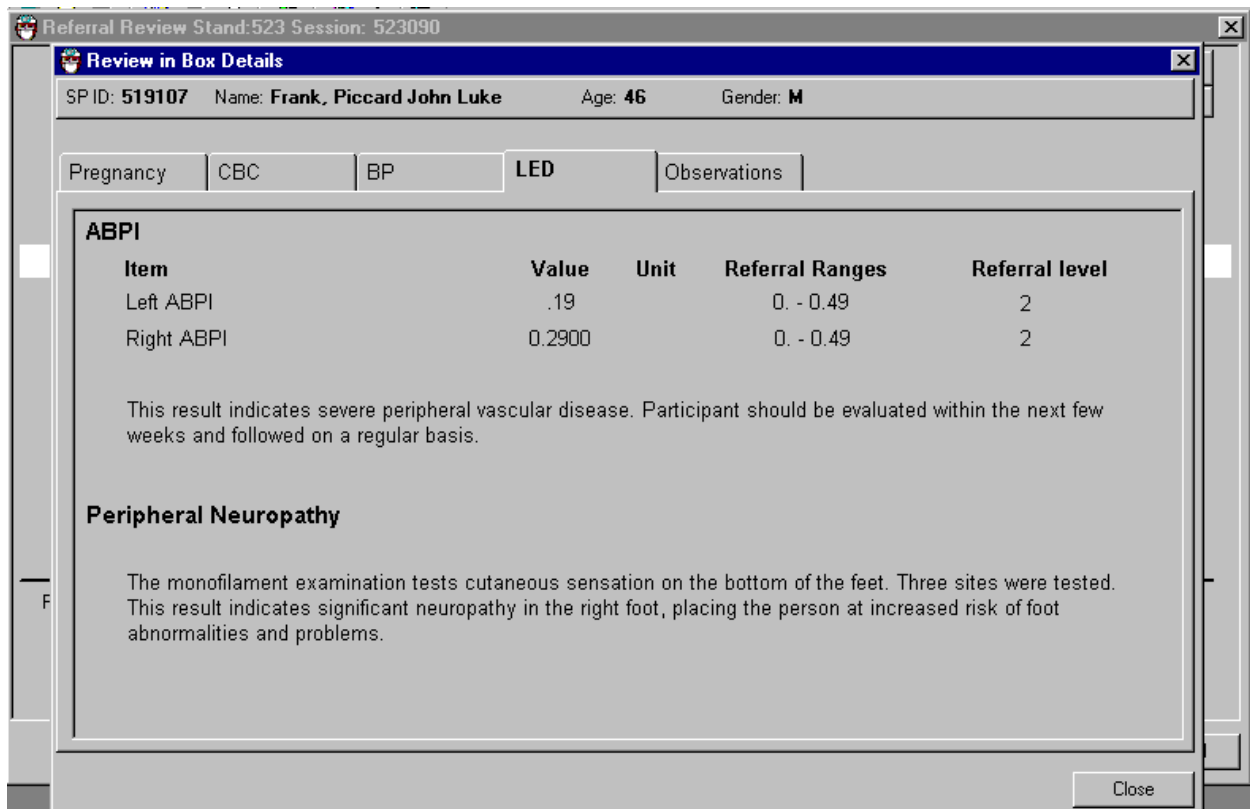 Referral Review Stand:523 Session: 523090
Review in Box Details
SP ID: 519107 Name: Frank, Piccard John Luke Age: 46 Gender: M
Pregnancy CBC BP LED Observations
ABPI
Item Value Unit Referral Ranges Referral level
Left ABPI .19 0. - 0.49 2
Right ABPI 0.2900 0. - 0.49 2
This result indicates severe peripheral vascular disease. Participant should be evaluated within the next few
weeks and followed on a regular basis.
Peripheral Neuropathy
The monofilament examination tests cutaneous sensation on the bottom of the feet. Three sites were tested.
This result indicates significant neuropathy in the right foot, placing the person at increased risk of foot
abnormalities and problems.
Close